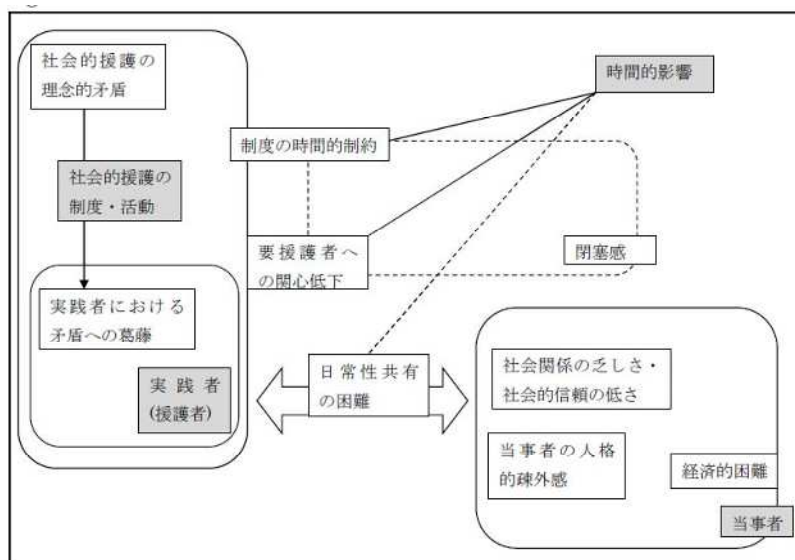 社会的援護の
理念的矛盾
時間的影響
制度の時間的制約
社会的援護の
制度・活動
要援護者へ
の関心低下
閉塞感
実践者における
矛盾への葛藤
実践者
(援護者)
日常性共有
の困難
社会関係の乏しさ・
社会的信頼の低さ
当事者の人格
的疎外感
経済的困難
当事者